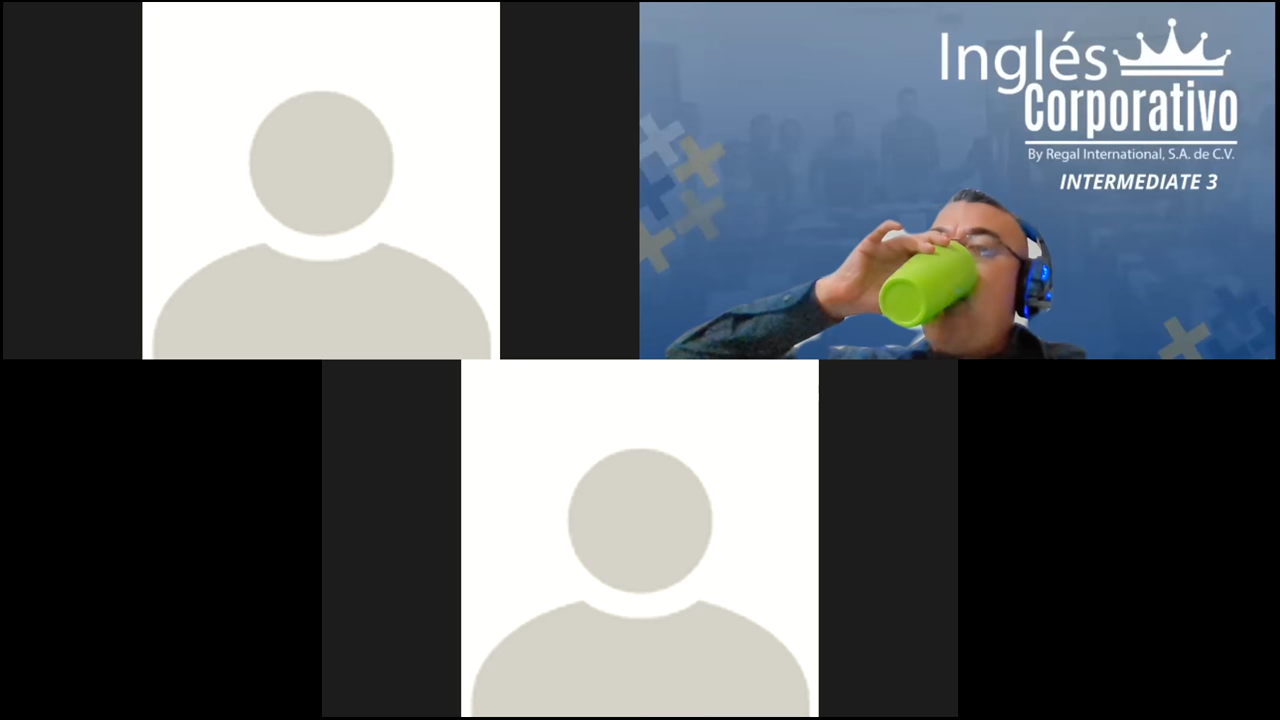 Inglés
Corporativo
By Regal International, S.A. de C.V.
INTERMEDIATE 3